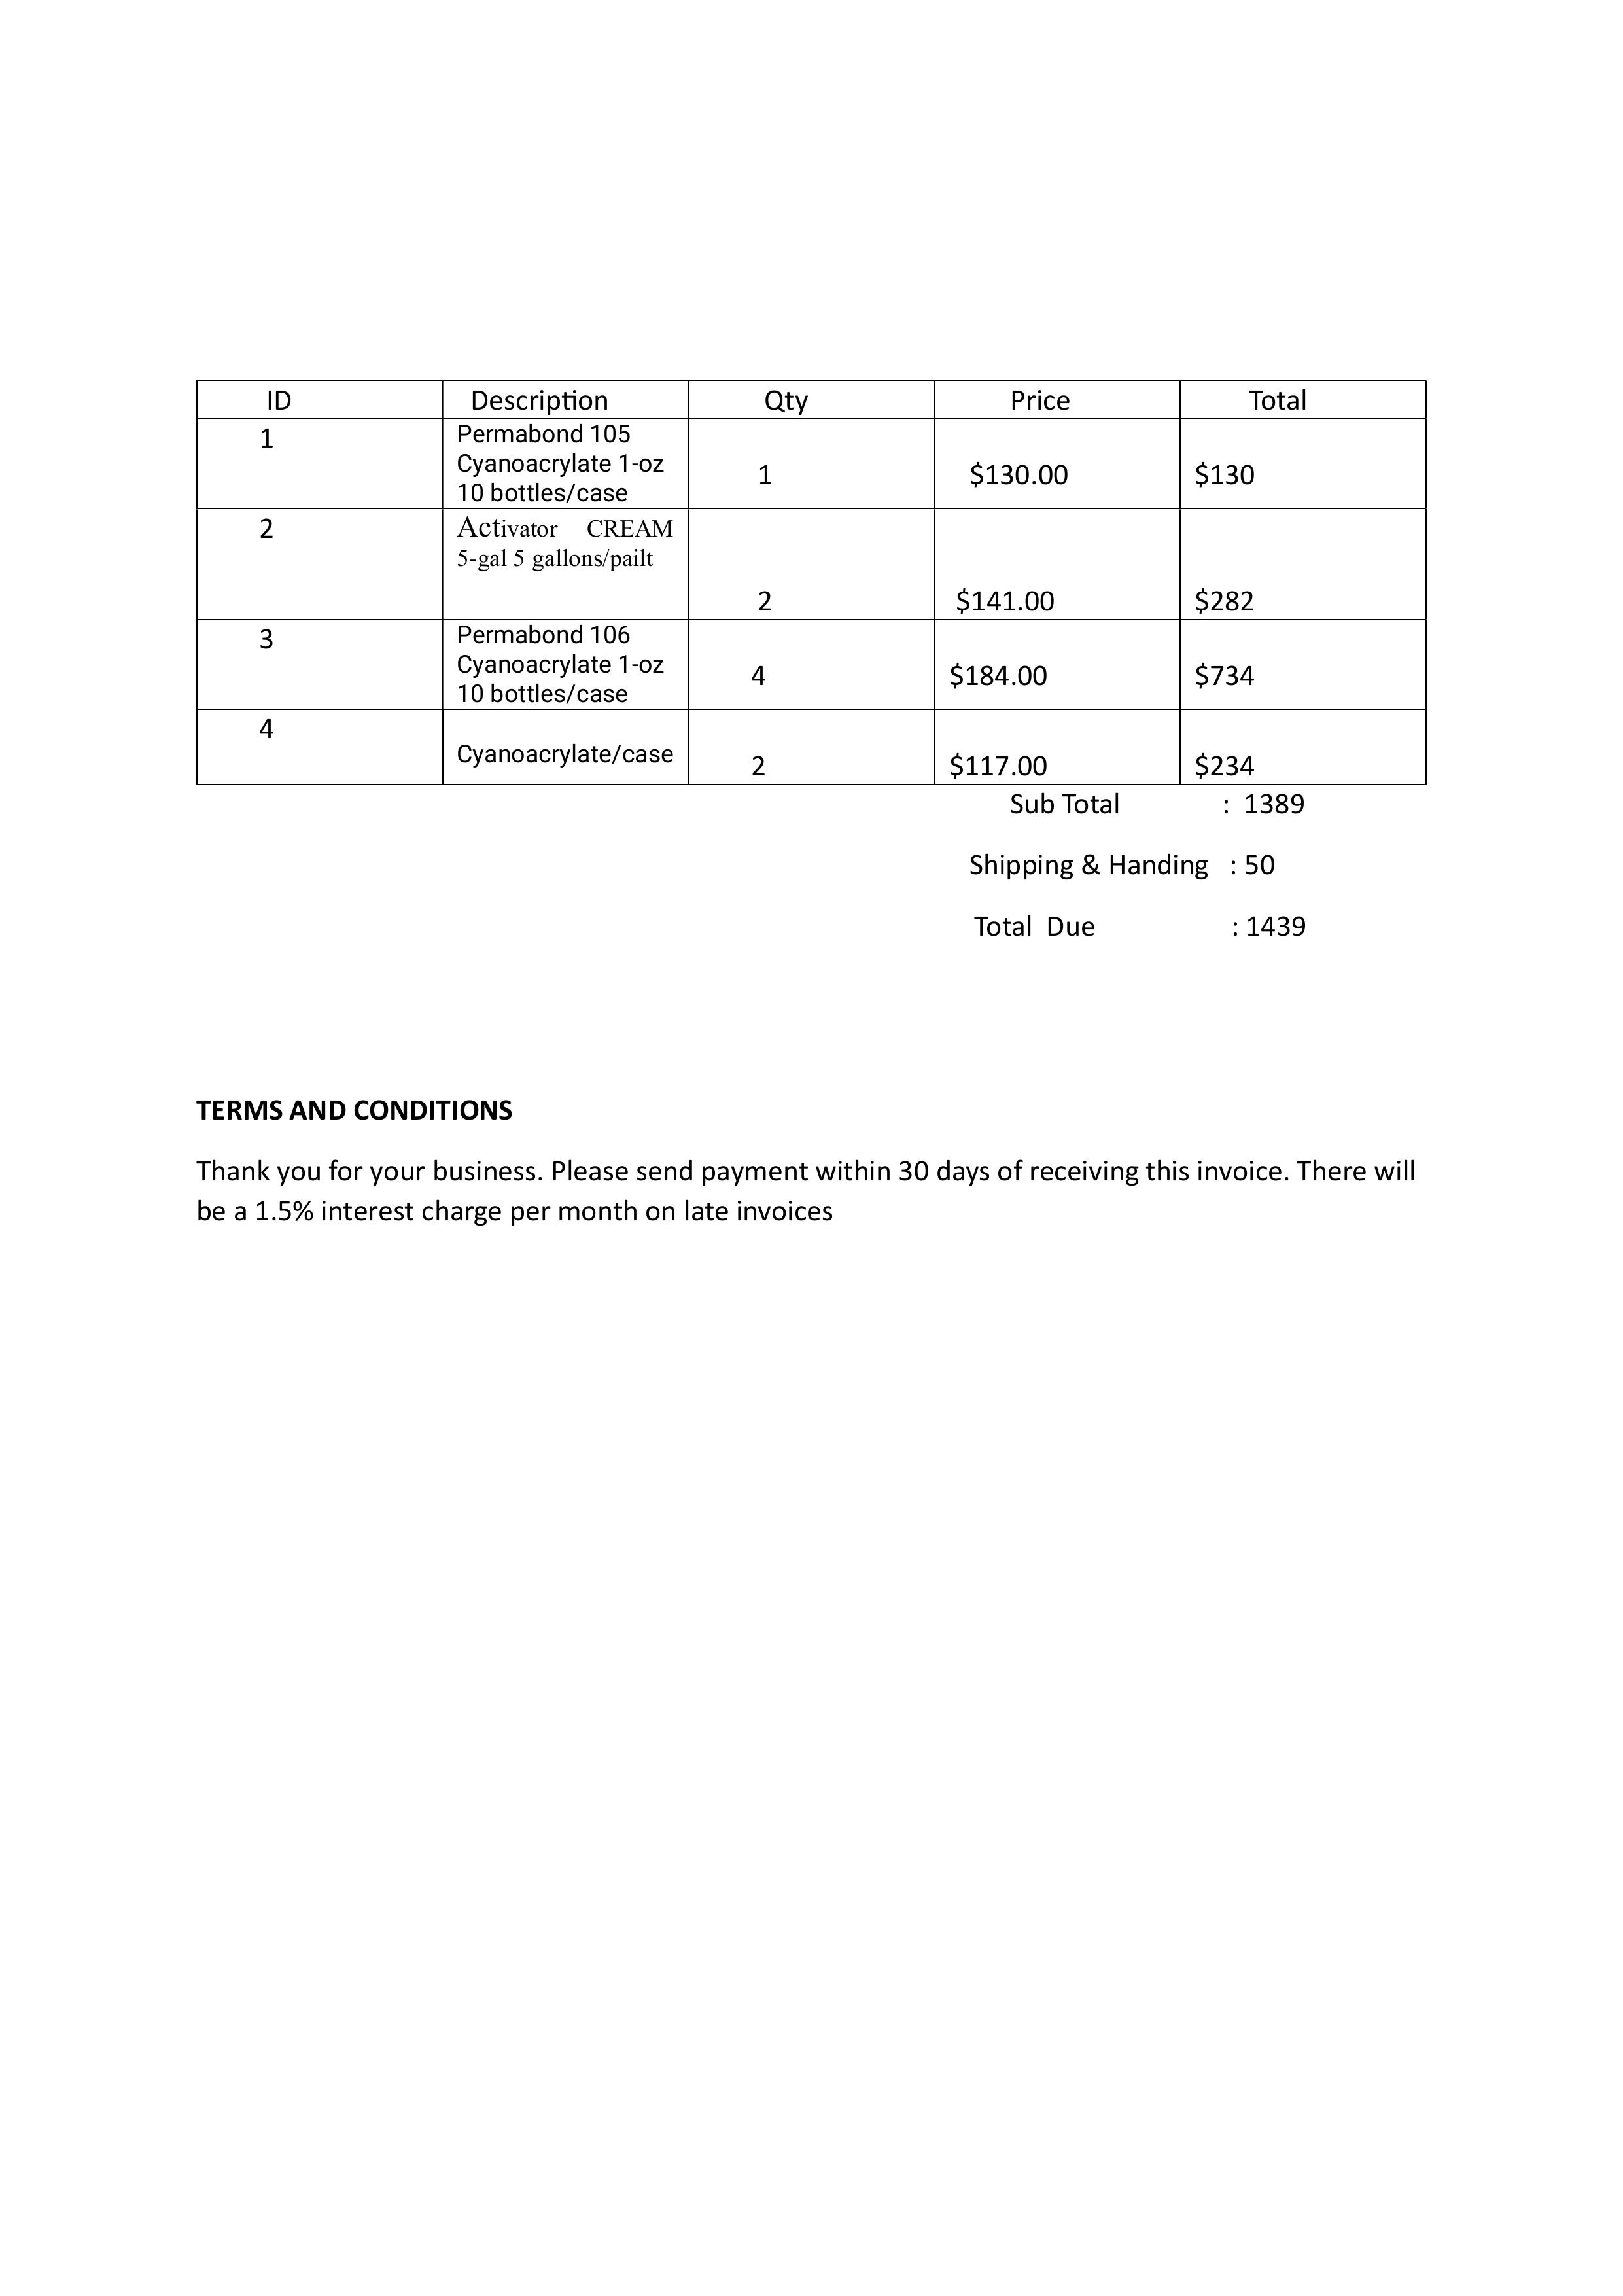 ID Description Qty Price Total
1 Permabond 105
Cyanoacrylate 1-oz
10 bottles/case 1 $130.00 $130
2 Activator CREAM
5-gal 5 gallons/pailt
2 $141.00 $282
3 Permabond 106
Cyanoacrylate 1-oz
10 bottles/case 4 $184.00 $734
4
Cyanoacrylate/case 2 $117.00 $234
Sub Total : 1389
Shipping & Handing : 50
Total Due : 1439
TERMS AND CONDITIONS
Thank you for your business. Please send payment within 30 days of receiving this invoice. There will
be a 1.5% interest charge per month on late invoices